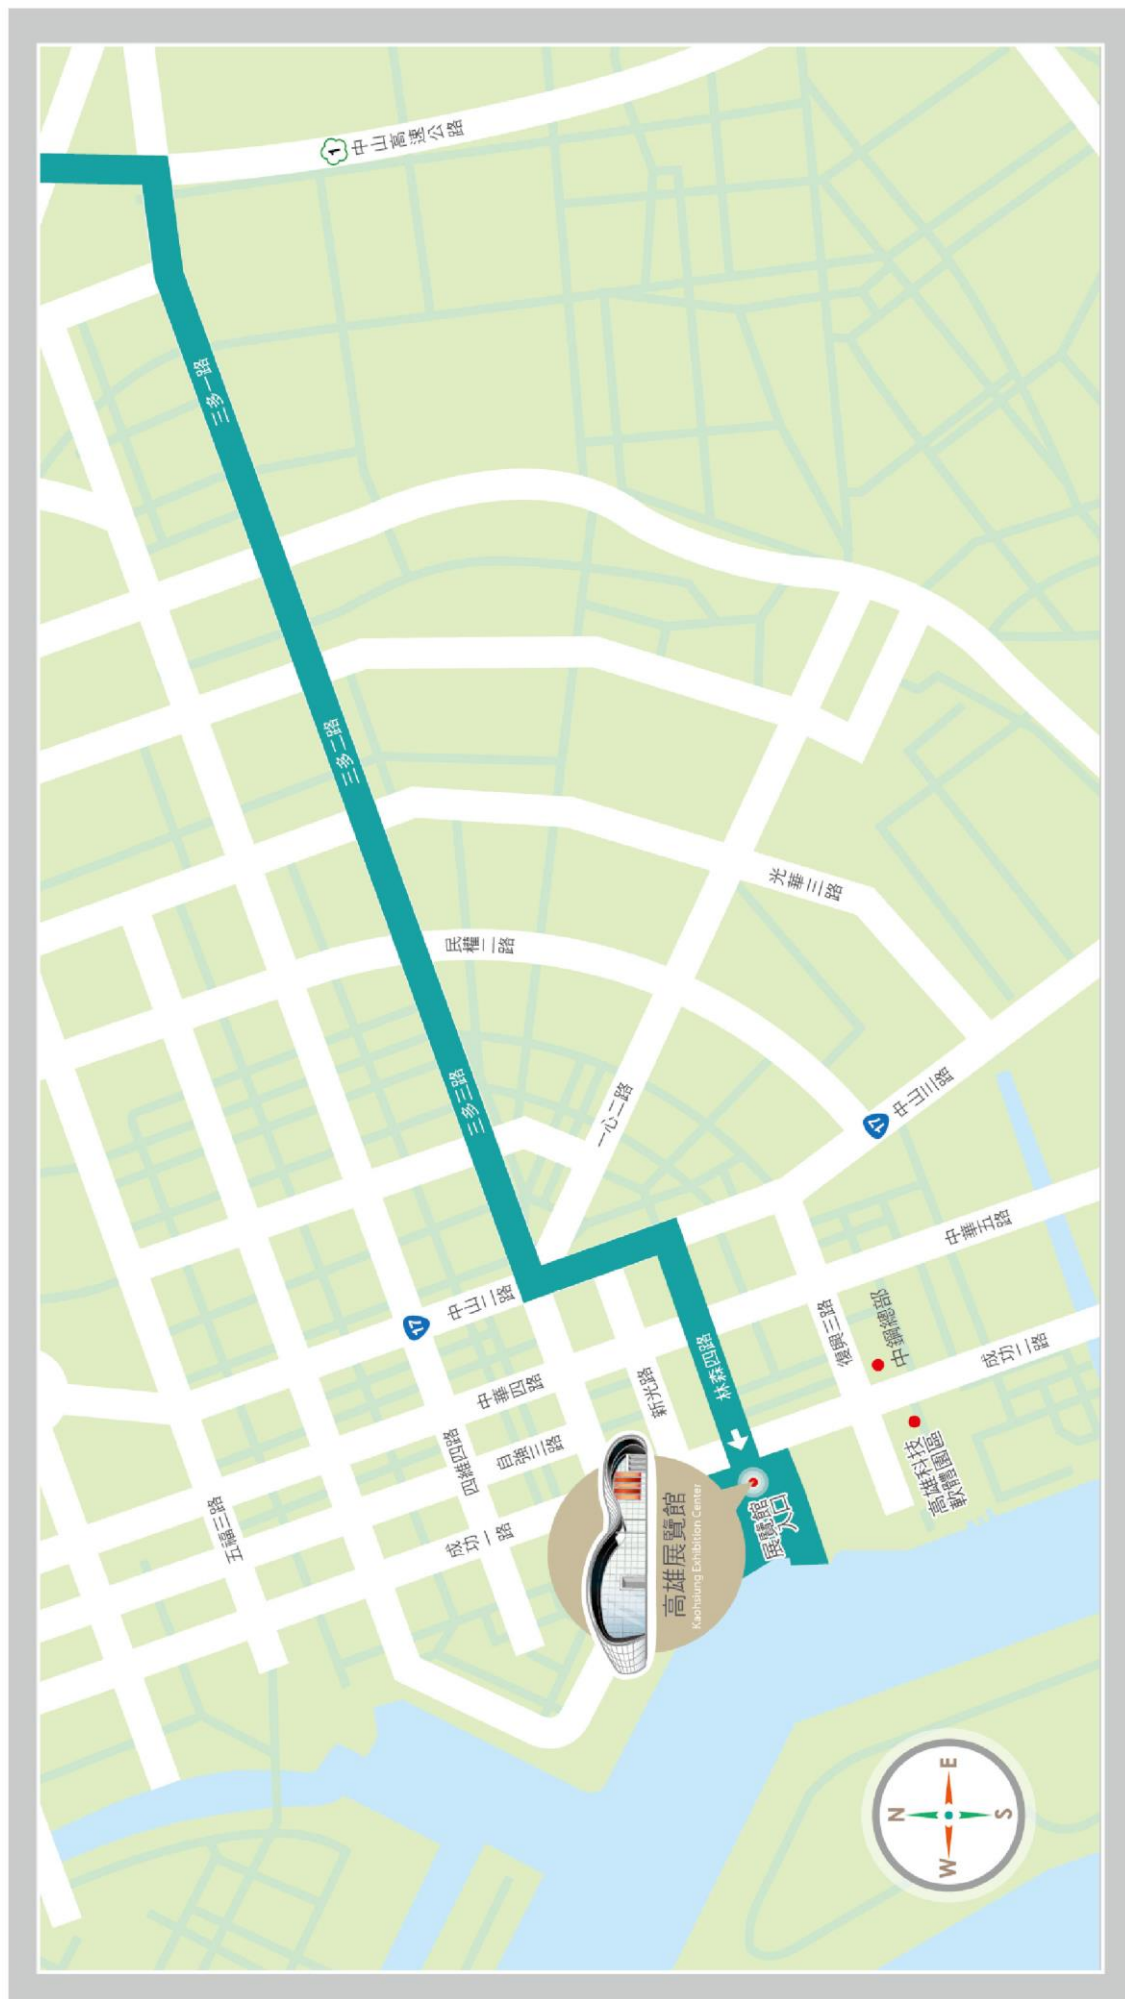 1
中山高速公路
三多一路
三多二路
光華三路
民權二路
三多三路
一心二路
17
中山三路
中華五路
17
中山二路
中鋼總部
復興三路
成功二路
林森四路
新光路
中華四路
自強三路
四維四路
成功一路
五福三路
高雄科技
軟體園區
展覽館
入口
高雄展覽館
Kaohsiung Exhibition Center
N
E
S
W